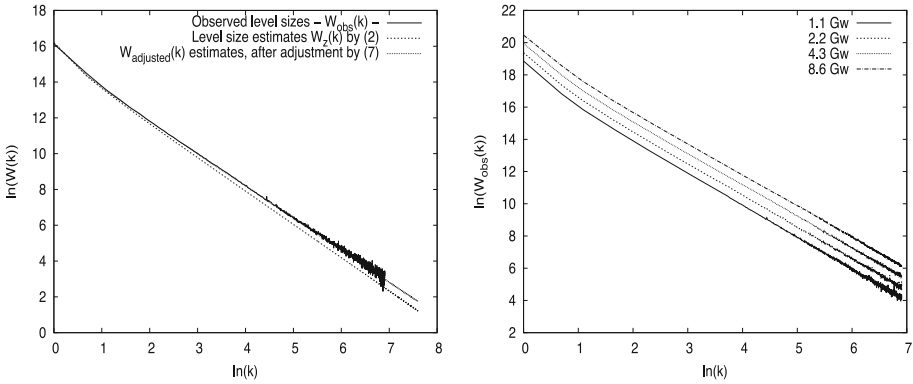 Observed level sizes – W_obs(k) –
Level size estimates W_z(k) by (2)
W_adjusted(k) estimates, after adjustment by (7)
ln(W(k))
18
16
14
12
10
8
6
4
2
0
0 1 2 3 4 5 6 7 8
ln(k)
1.1 Gw
2.2 Gw
4.3 Gw
8.6 Gw
ln(W_obs(k))
22
20
18
16
14
12
10
8
6
4
2
0 1 2 3 4 5 6 7
ln(k)